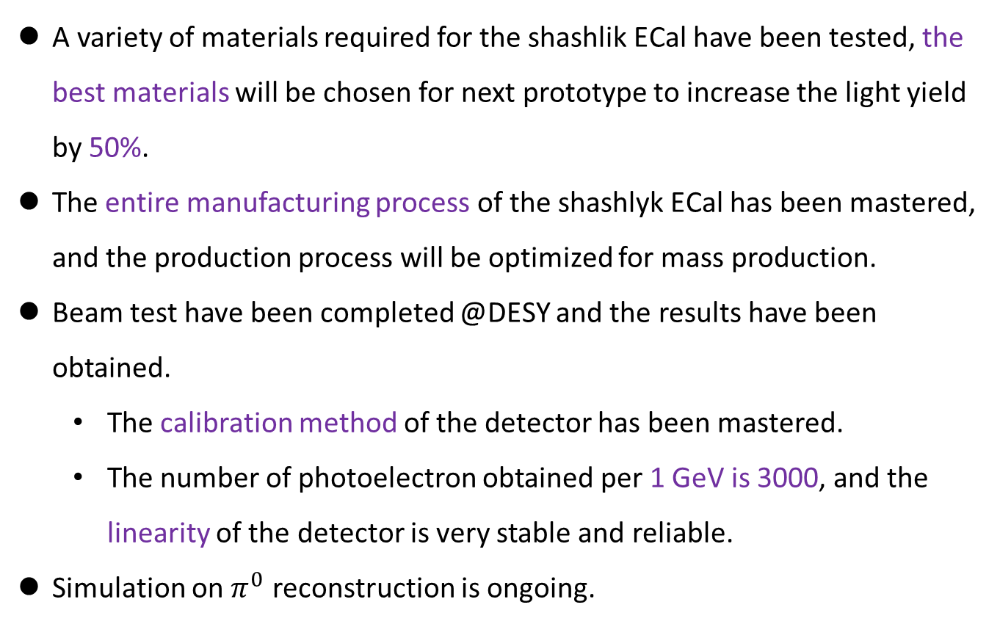 ● A variety of materials required for the shashlik ECal have been tested, the
best materials will be chosen for next prototype to increase the light yield
by 50%.
● The entire manufacturing process of the shashlyk ECal has been mastered,
and the production process will be optimized for mass production.
● Beam test have been completed @DESY and the results have been
obtained.
• The calibration method of the detector has been mastered.
• The number of photoelectron obtained per 1 GeV is 3000, and the
linearity of the detector is very stable and reliable.
● Simulation on π⁰ reconstruction is ongoing.